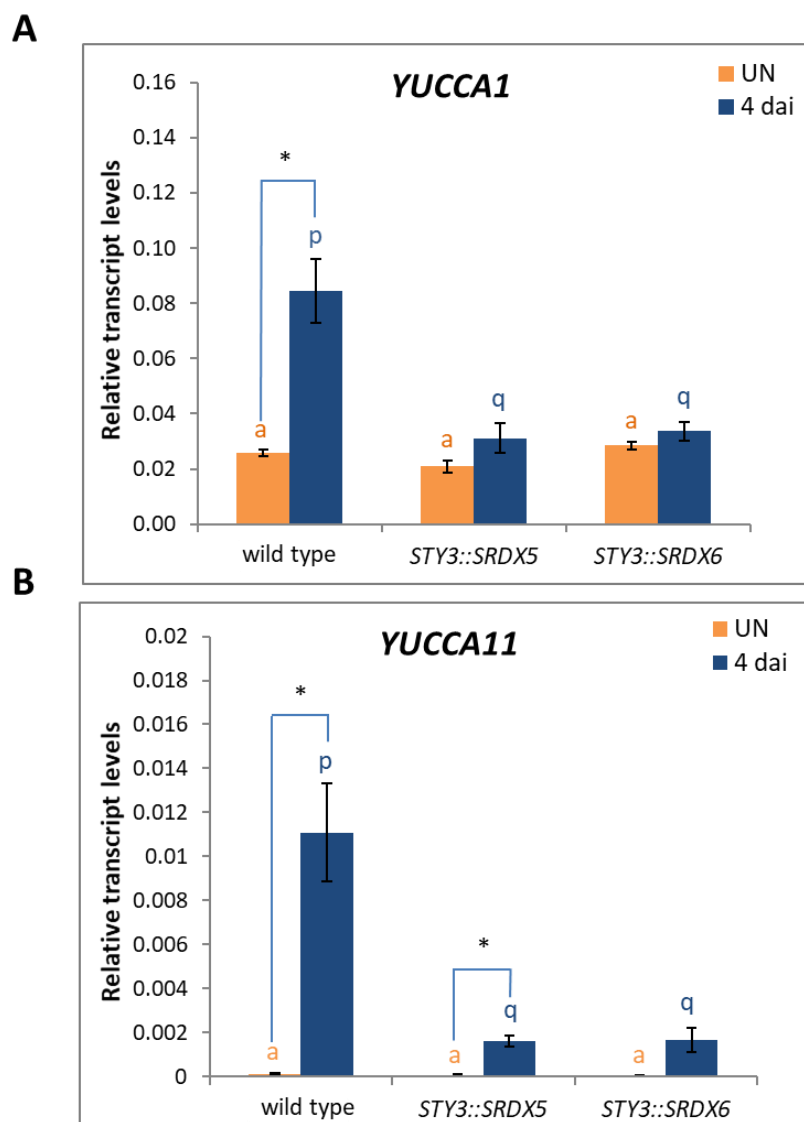 A
YUCCA1
UN
4 dai
Relative transcript levels
0.16
0.14
0.12
0.10
0.08
0.06
0.04
0.02
0.00
*
a
p
a
q
a
q
wild type
STY3::SRDX5
STY3::SRDX6
B
YUCCA11
UN
4 dai
Relative transcript levels
0.02
0.018
0.016
0.014
0.012
0.01
0.008
0.006
0.004
0.002
0
*
a
p
*
a
q
a
q
wild type
STY3::SRDX5
STY3::SRDX6